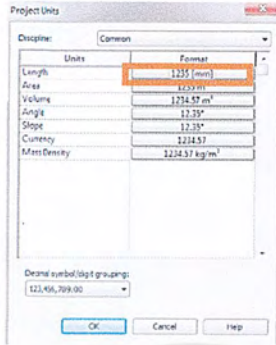 Project Units
Discipline: Common
Units Format
Length 1235 [mm]
Area
Volume 1234.57 m³
Angle 12.35°
Slope 12.35°
Currency 1234.57
Mass Density 1234.57 kg/m³
Decimal symbol/digit grouping:
123,456,789.00
OK Cancel Help